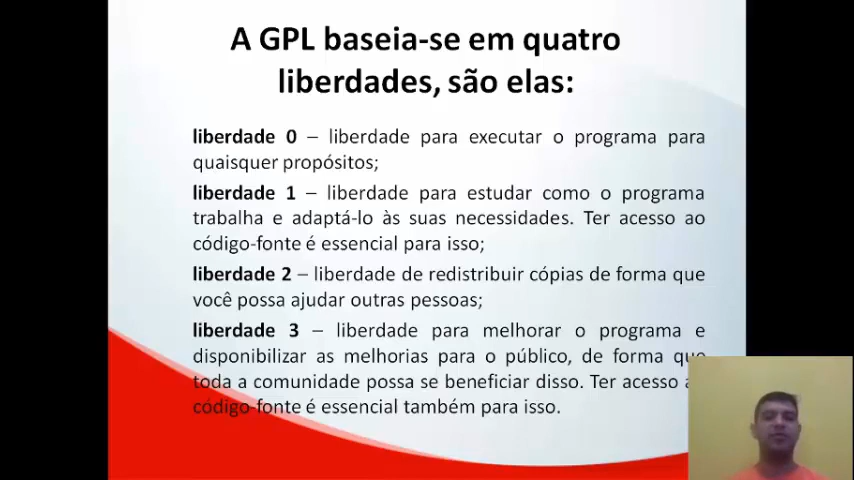 A GPL baseia-se em quatro
liberdades, são elas:
liberdade 0 – liberdade para executar o programa para
quaisquer propósitos;
liberdade 1 – liberdade para estudar como o programa
trabalha e adaptá-lo às suas necessidades. Ter acesso ao
código-fonte é essencial para isso;
liberdade 2 – liberdade de redistribuir cópias de forma que
você possa ajudar outras pessoas;
liberdade 3 – liberdade para melhorar o programa e
disponibilizar as melhorias para o público, de forma que
toda a comunidade possa se beneficiar disso. Ter acesso
código-fonte é essencial também para isso.